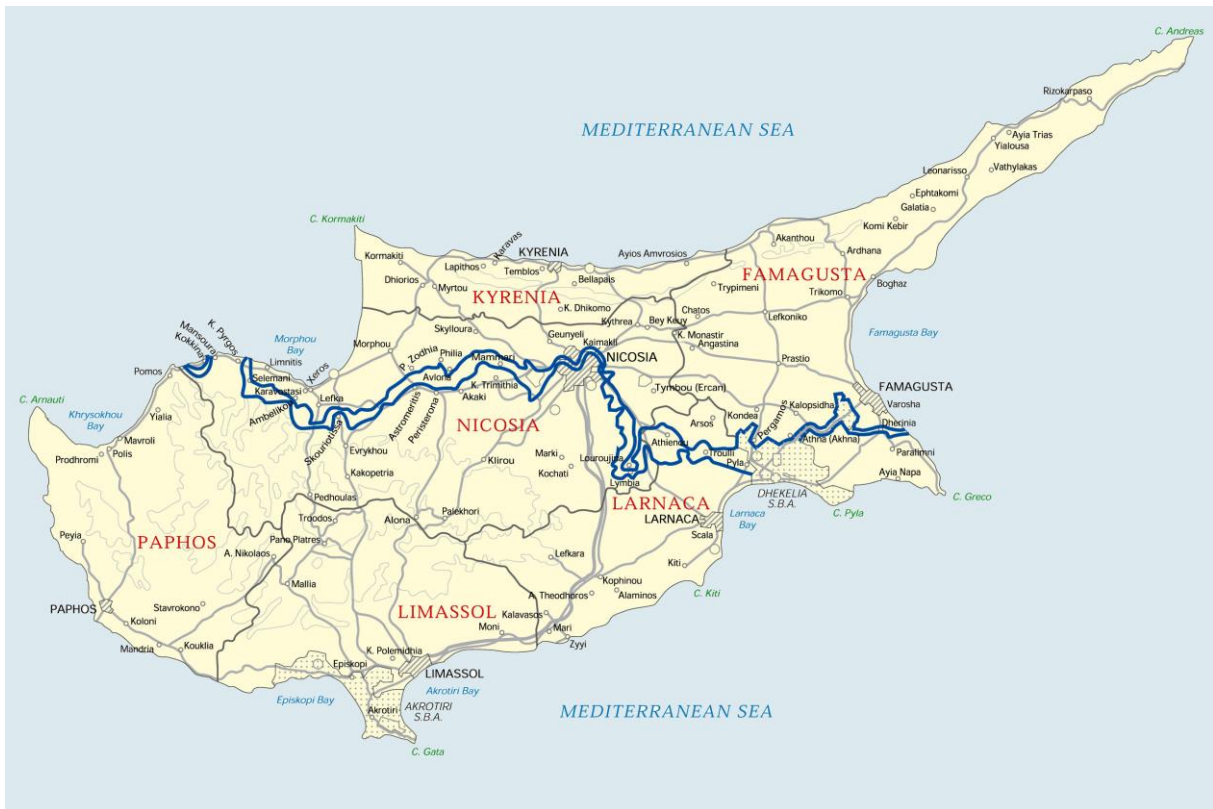 C. Andreas
Rizokarpaso
MEDITERRANEAN SEA
Ayia Trias
Yialousa
Vathylakas
Leonarisso
Ephtakomi
Galatia
Komi Kebir
C. Kormakiti
Karavas
KYRENIA
Akanthou
Kormakiti
Lapithos
Temblos
Ayios Amvrosios
Ardhana
Bellapais
FAMAGUSTA
Dhiorios
Myrtou
KYRENIA
Trypimeni
Boghaz
Trikomo
K. Dhikomo
Chatos
Lefkoniko
Kythrea
Bey Keuy
Skylloura
Geunyeli
Kaimakli
K. Monastir
Angastina
Famagusta Bay
Mansoura
Kokkina
K. Pyrgos
Morphou
Bay
Morphou
P. Zodhia
Philia
Mammari
NICOSIA
Prastio
Limnitis
Xeros
Pomos
Selemani
Karavostasi
Lefka
Avlona
K. Trimithia
Tymbou (Ercan)
FAMAGUSTA
Varosha
C. Arnauti
Khrysokhou
Bay
Yialia
Ambelikou
Skouriotissa
Astromeritis
Peristerona
Akaki
NICOSIA
Arsos
Kondea
Pergamos
Kalopsidha
Dherinia
Athienou
Athna (Akhna)
Mavroli
Polis
Prodhromi
Evrykhou
Kakopetria
Klirou
Marki
Kochati
Louroujina
Lymbia
Troulli
Pyla
Paralimni
Ayia Napa
C. Greco
DHEKELIA
S.B.A.
C. Pyla
Pedhoulas
Troodos
Alona
Palekhori
LARNACA
LARNACA
Larnaca
Bay
Scala
Peyia
PAPHOS
A. Nikolaos
Pano Platres
Mallia
Lefkara
Kiti
C. Kiti
PAPHOS
Stavrokono
Koloni
Kophinou
A. Theodhoros
Alaminos
LIMASSOL
Kalavasos
Moni
Mari
Zyyi
Mandria
Kouklia
K. Polemidhia
Episkopi
LIMASSOL
Episkopi Bay
Akrotiri Bay
Akrotiri
AKROTIRI
S.B.A.
MEDITERRANEAN SEA
C. Gata